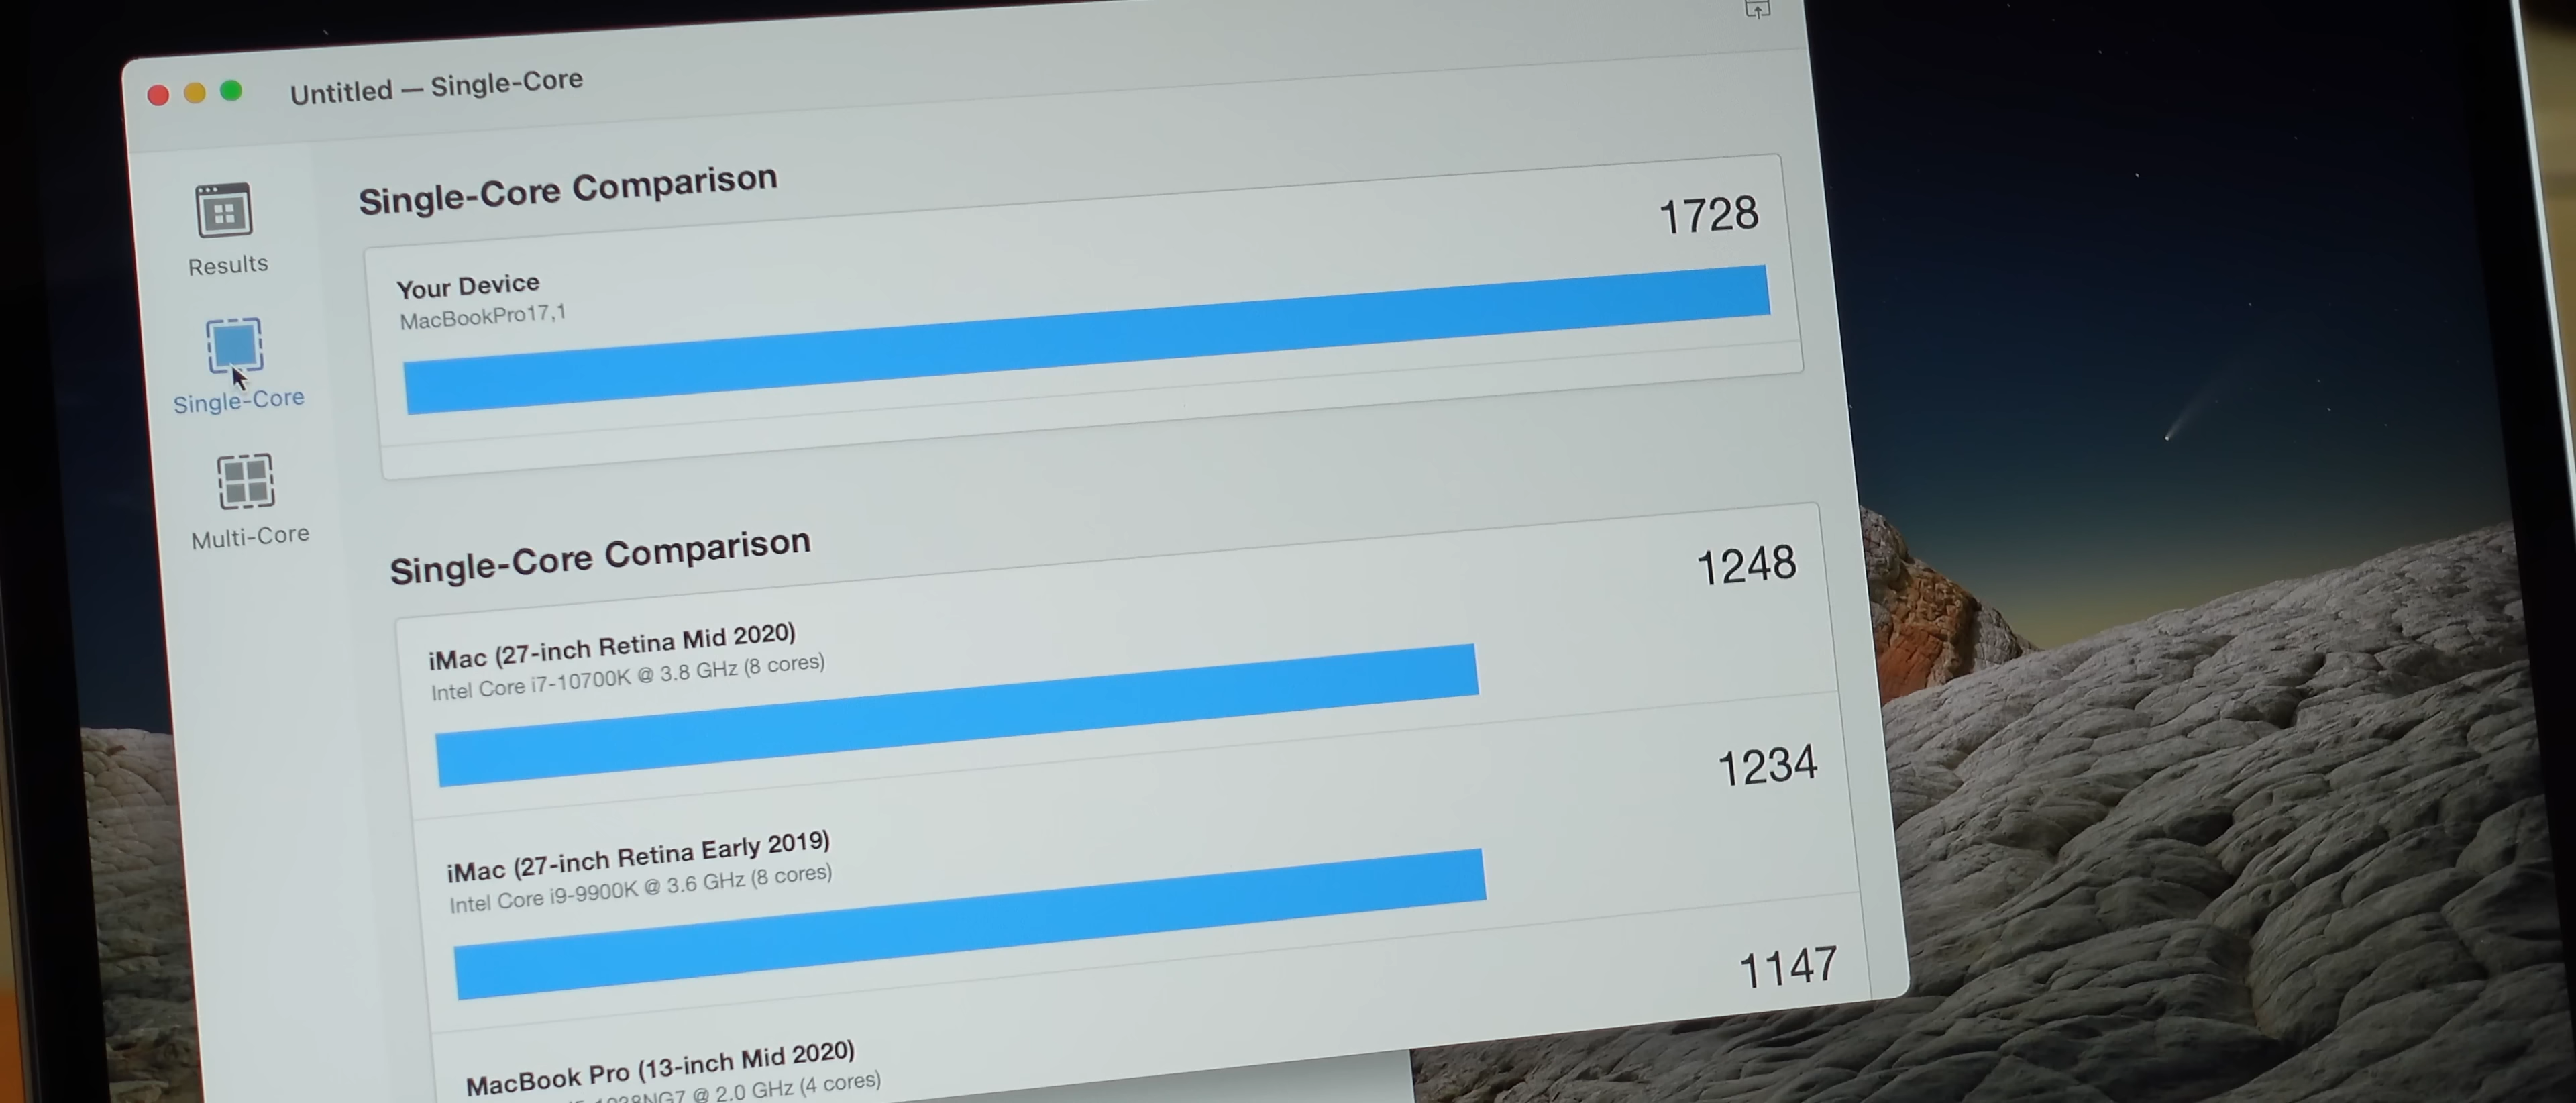 Untitled — Single-Core
Results
Single-Core
Multi-Core
Single-Core Comparison
1728
Your Device
MacBookPro17,1
Single-Core Comparison
1248
iMac (27-inch Retina Mid 2020)
Intel Core i7-10700K @ 3.8 GHz (8 cores)
1234
iMac (27-inch Retina Early 2019)
Intel Core i9-9900K @ 3.6 GHz (8 cores)
1147
MacBook Pro (13-inch Mid 2020)
@ 2.0 GHz (4 cores)